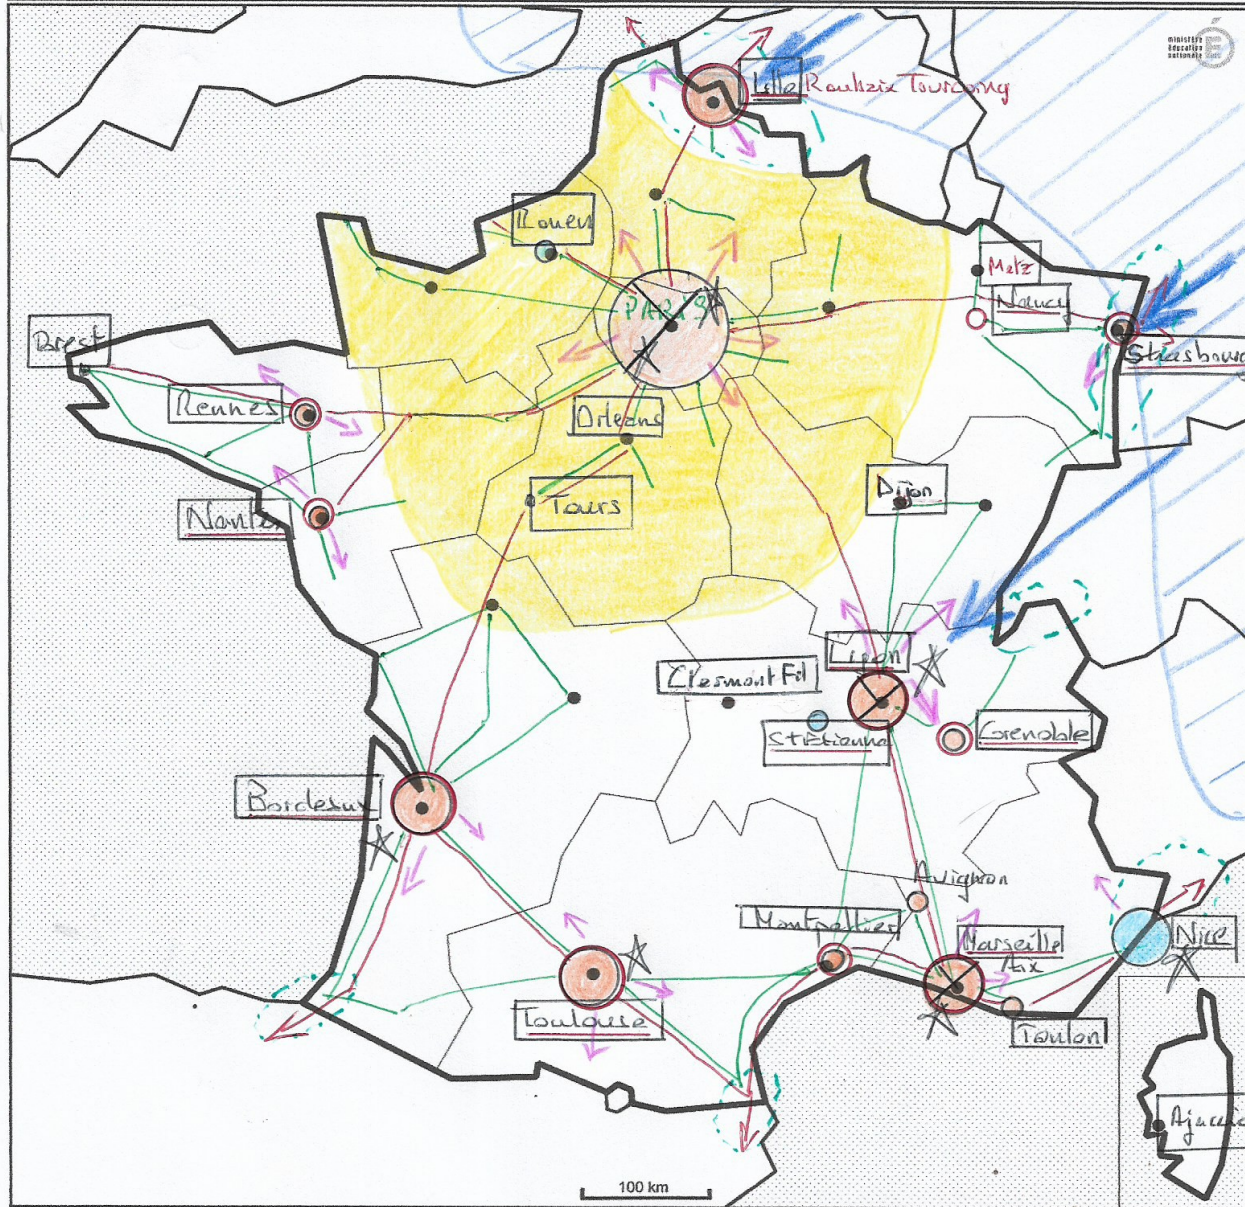 ministère
éducation
nationale
Lille Roubaix Tourcoing
Rouen
PARIS
Metz
Nancy
Strasbourg
Brest
Rennes
Orléans
Nantes
Tours
Dijon
Lyon
Clermont Fd
St Etienne
Grenoble
Bordeaux
Avignon
Montpellier
Marseille
Aix
Nice
Toulouse
Toulon
Ajaccio
100 km